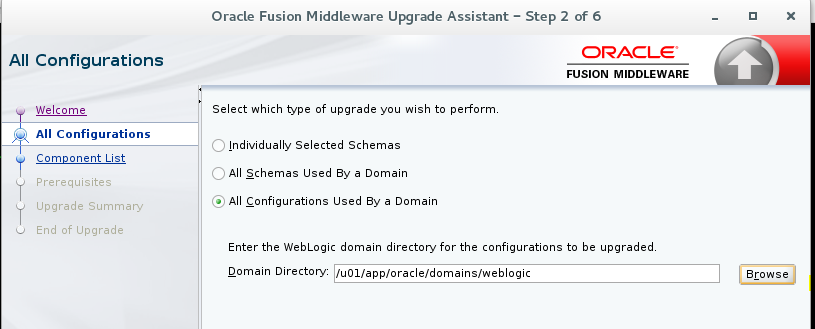 Oracle Fusion Middleware Upgrade Assistant – Step 2 of 6
All Configurations
ORACLE
FUSION MIDDLEWARE
Welcome
All Configurations
Component List
Prerequisites
Upgrade Summary
End of Upgrade
Select which type of upgrade you wish to perform.
Individually Selected Schemas
All Schemas Used By a Domain
All Configurations Used By a Domain
Enter the WebLogic domain directory for the configurations to be upgraded.
Domain Directory: /u01/app/oracle/domains/weblogic Browse